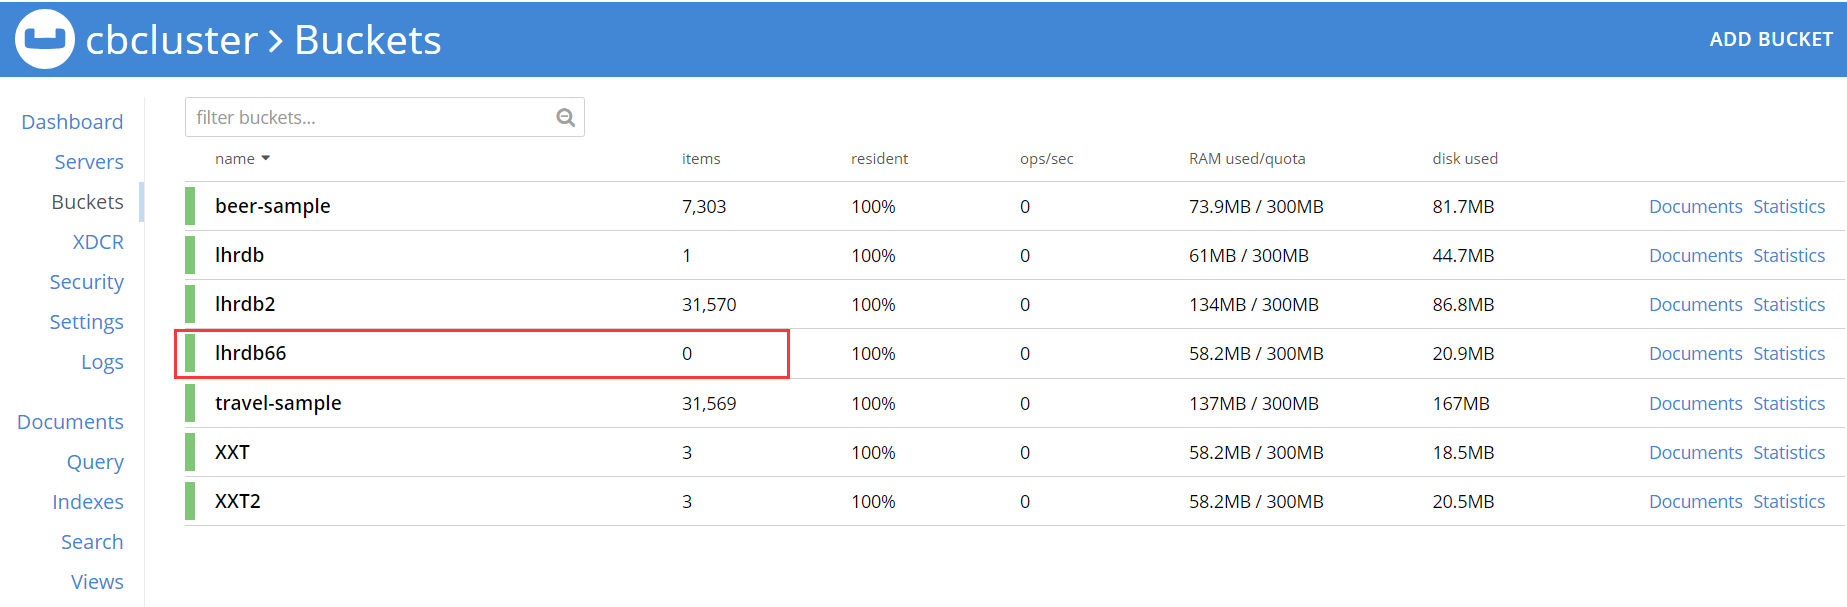 cbcluster > Buckets
ADD BUCKET
Dashboard
Servers
Buckets
XDCR
Security
Settings
Logs
Documents
Query
Indexes
Search
Views
filter buckets...
name items resident ops/sec RAM used/quota disk used
beer-sample 7,303 100% 0 73.9MB / 300MB 81.7MB Documents Statistics
lhrdb 1 100% 0 61MB / 300MB 44.7MB Documents Statistics
lhrdb2 31,570 100% 0 134MB / 300MB 86.8MB Documents Statistics
lhrdb66 0 100% 0 58.2MB / 300MB 20.9MB Documents Statistics
travel-sample 31,569 100% 0 137MB / 300MB 167MB Documents Statistics
XXT 3 100% 0 58.2MB / 300MB 18.5MB Documents Statistics
XXT2 3 100% 0 58.2MB / 300MB 20.5MB Documents Statistics